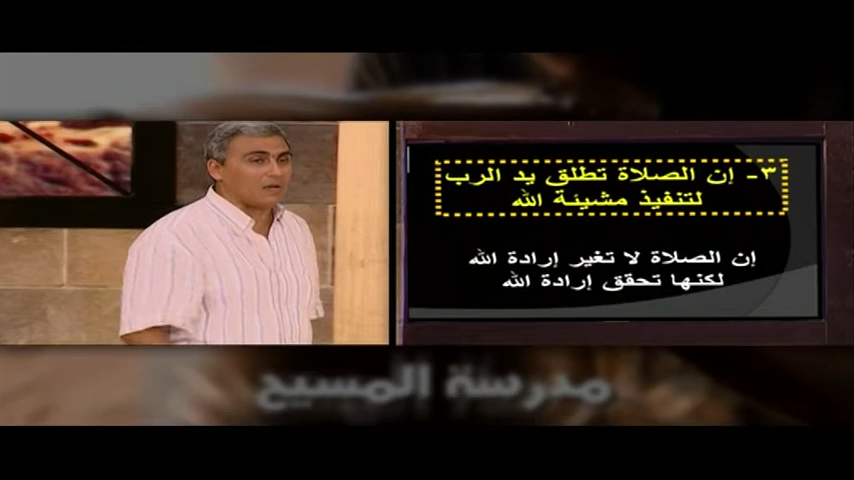 ٣- إن الصلاة تطلق يد الرب
لتنفيذ مشيئة الله
إن الصلاة لا تغير إرادة الله
لكنها تحقق إرادة الله
مدرسة المسيح